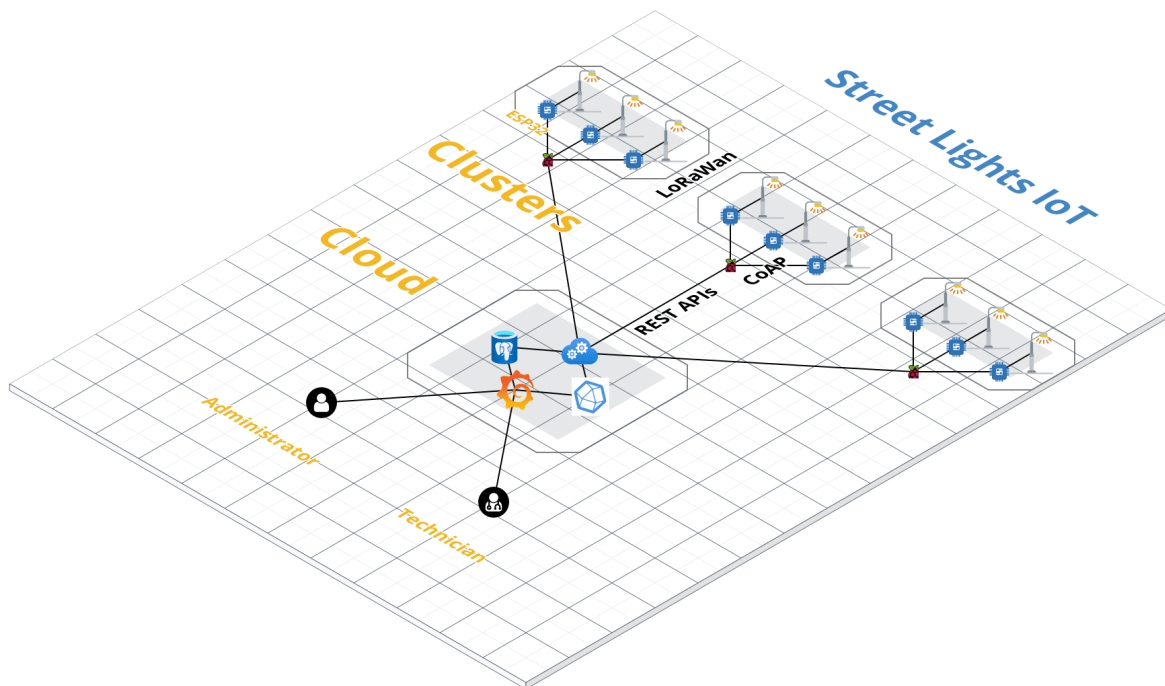 Street Lights IoT
ESP32
Clusters
LoRaWan
Cloud
CoAP
REST APIs
Administrator
Technician